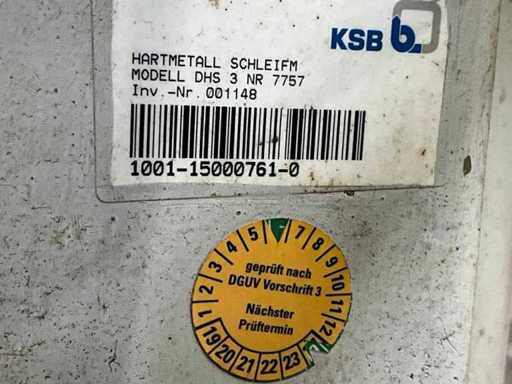 KSB b
HARTMETALL SCHLEIFM
MODELL DHS 3 NR 7757
Inv.-Nr. 001148
1001-15000761-0
1 2 3 4 5 7 8 9 10 11 12
geprüft nach
DGUV Vorschrift 3
Nächster
Prüftermin
19 20 21 22 23